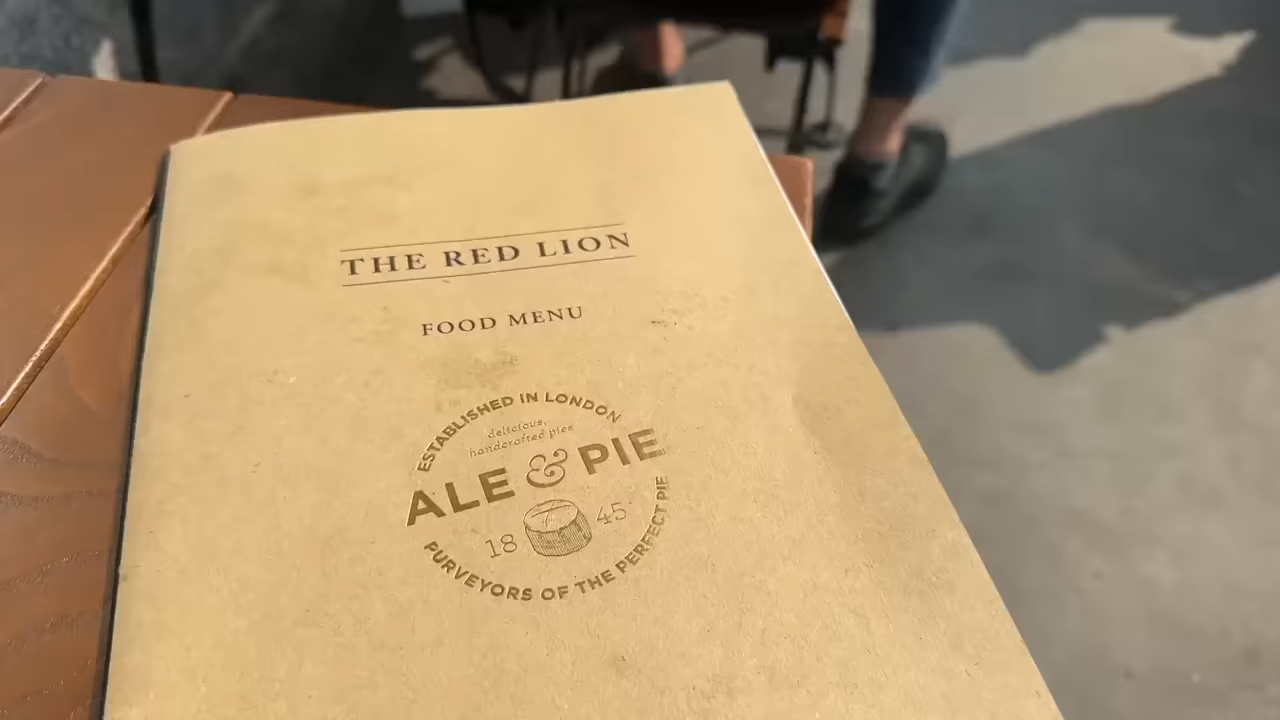 THE RED LION
FOOD MENU
ESTABLISHED IN LONDON
delicious,
handcrafted pies
ALE & PIE
18 45
PURVEYORS OF THE PERFECT PIE